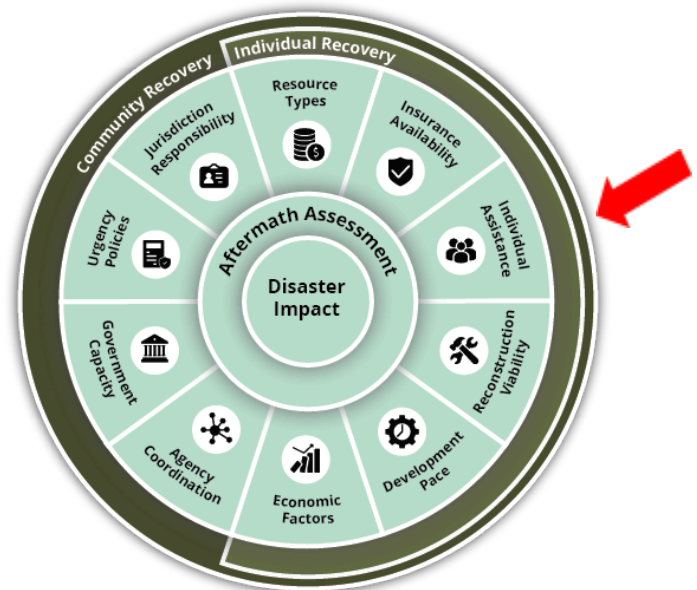 Community Recovery
Individual Recovery
Resource
Types
Insurance
Availability
Individual
Assistance
Reconstruction
Viability
Development
Pace
Economic
Factors
Agency
Coordination
Government
Capacity
Urgency
Policies
Jurisdiction
Responsibility
Aftermath Assessment
Disaster
Impact